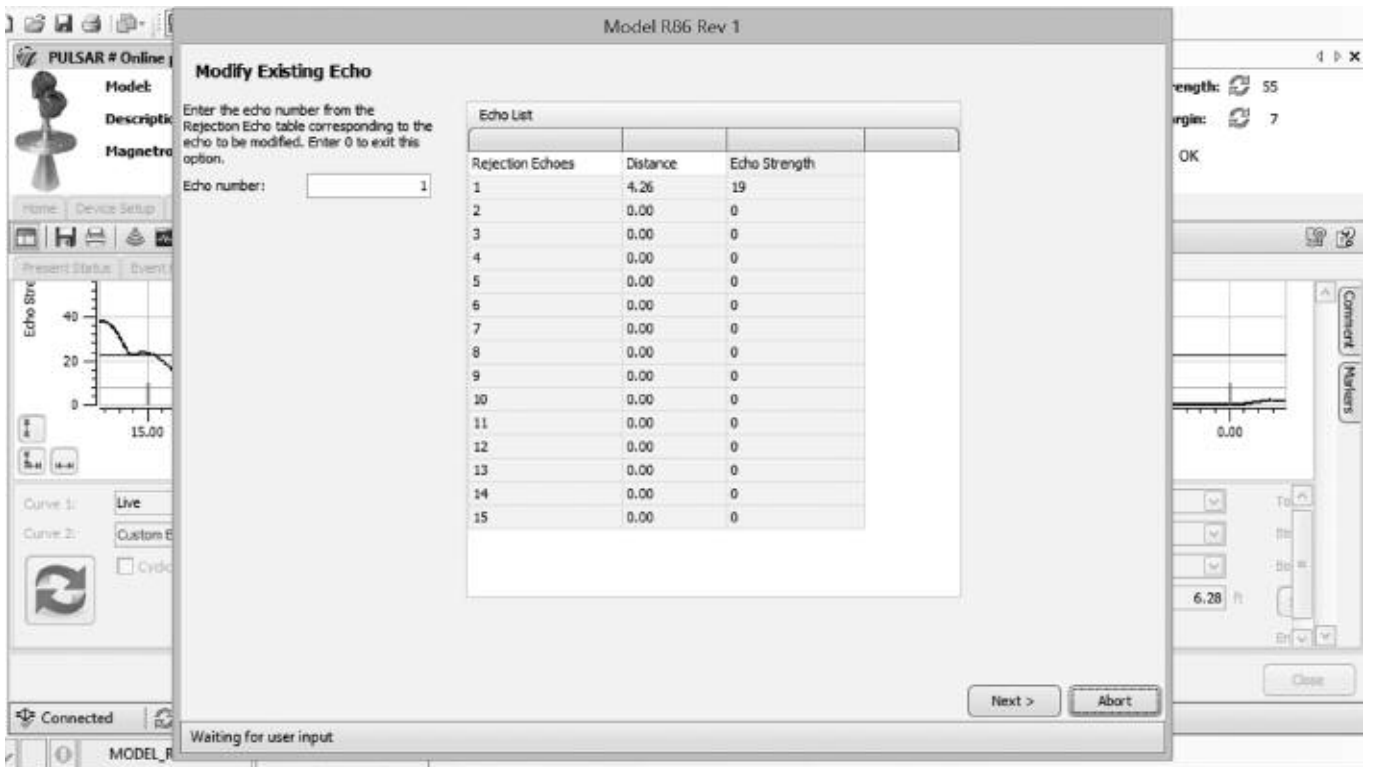 Model R86 Rev 1
PULSAR # Online
Model:
Magnetro
Home
Device Setup
Present Status
Event
Echo Stre
40
20
0
15.00
Curve 1:
Live
Curve 2:
Custom E
Cyclic
Connected
MODEL_R
Modify Existing Echo
Enter the echo number from the
Rejection Echo table corresponding to the
echo to be modified. Enter 0 to exit this
option.
Echo number: 1
Echo List
Rejection Echoes Distance Echo Strength
1 4.26 19
2 0.00 0
3 0.00 0
4 0.00 0
5 0.00 0
6 0.00 0
7 0.00 0
8 0.00 0
9 0.00 0
10 0.00 0
11 0.00 0
12 0.00 0
13 0.00 0
14 0.00 0
15 0.00 0
Next >
Abort
Waiting for user input
rength: 55
rgin: 7
OK
Comment
Markers
0.00
6.28 ft
Close